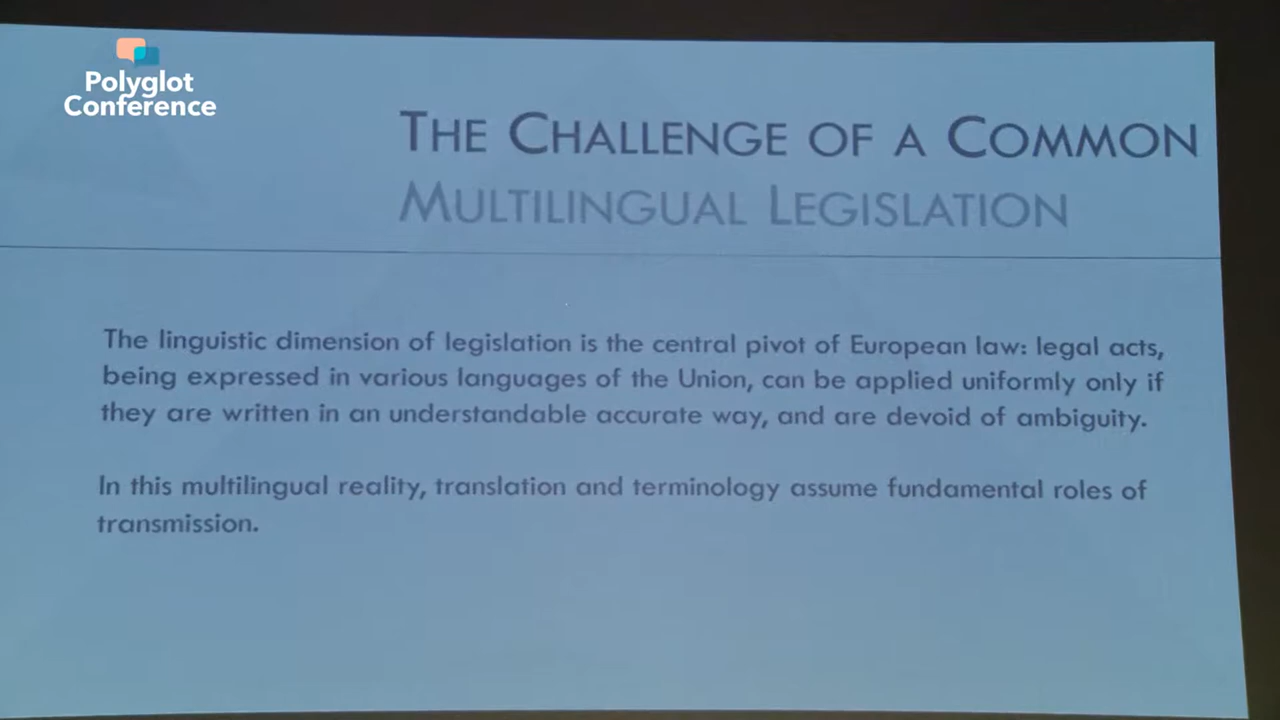 Polyglot
Conference
THE CHALLENGE OF A COMMON
MULTILINGUAL LEGISLATION
The linguistic dimension of legislation is the central pivot of European law: legal acts,
being expressed in various languages of the Union, can be applied uniformly only if
they are written in an understandable accurate way, and are devoid of ambiguity.
In this multilingual reality, translation and terminology assume fundamental roles of
transmission.